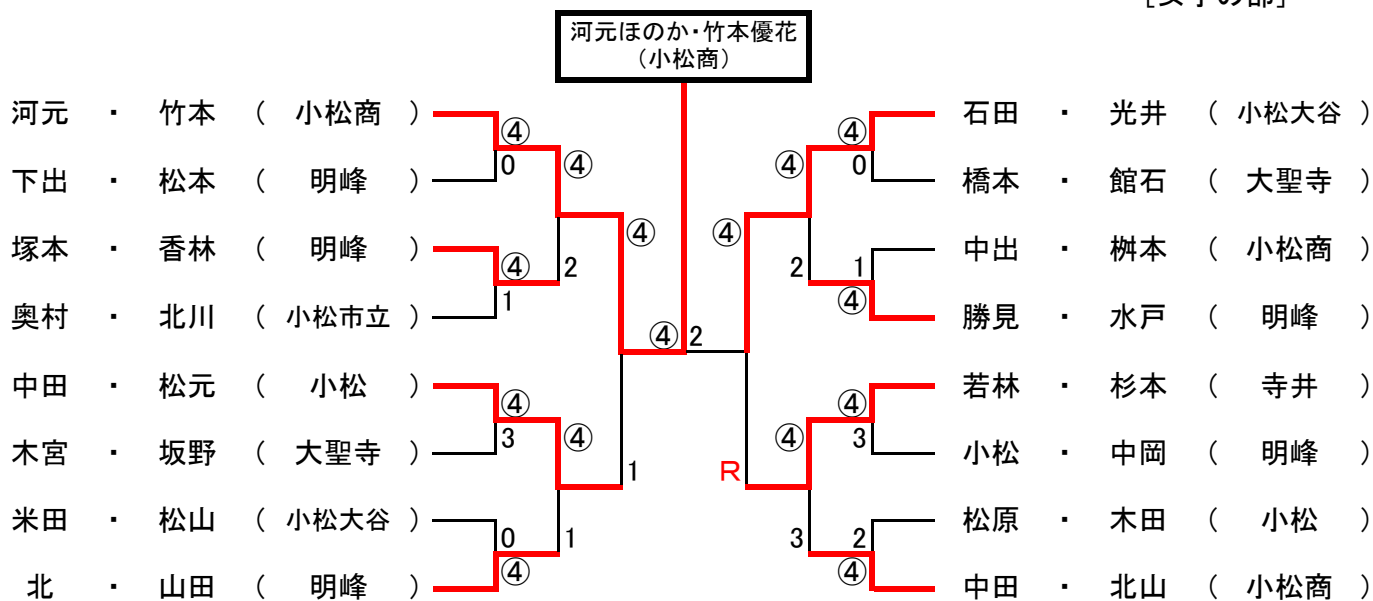 [女子の部]
河元ほのか・竹本優花
（小松商）
河元 ・ 竹本 （ 小松商 ）
④
0
下出 ・ 松本 （ 明峰 ）
④
塚本 ・ 香林 （ 明峰 ）
④
1
奥村 ・ 北川 （ 小松市立 ）
2
④
中田 ・ 松元 （ 小松 ）
④
3
木宮 ・ 坂野 （ 大聖寺 ）
④
米田 ・ 松山 （ 小松大谷 ）
0
④
北 ・ 山田 （ 明峰 ）
1
1
④
2
石田 ・ 光井 （ 小松大谷 ）
④
0
橋本 ・ 館石 （ 大聖寺 ）
④
中出 ・ 桝本 （ 小松商 ）
1
④
勝見 ・ 水戸 （ 明峰 ）
2
④
若林 ・ 杉本 （ 寺井 ）
④
3
小松 ・ 中岡 （ 明峰 ）
④
松原 ・ 木田 （ 小松 ）
2
④
中田 ・ 北山 （ 小松商 ）
3
R